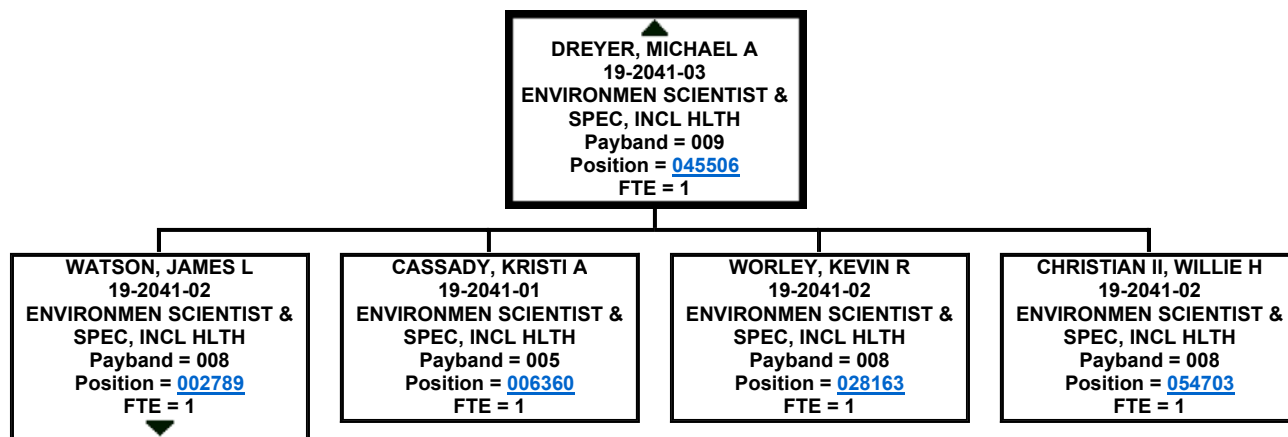 DREYER, MICHAEL A
19-2041-03
ENVIRONMEN SCIENTIST &
SPEC, INCL HLTH
Payband = 009
Position = 045506
FTE = 1
WATSON, JAMES L
19-2041-02
ENVIRONMEN SCIENTIST &
SPEC, INCL HLTH
Payband = 008
Position = 002789
FTE = 1
CASSADY, KRISTI A
19-2041-01
ENVIRONMEN SCIENTIST &
SPEC, INCL HLTH
Payband = 005
Position = 006360
FTE = 1
WORLEY, KEVIN R
19-2041-02
ENVIRONMEN SCIENTIST &
SPEC, INCL HLTH
Payband = 008
Position = 028163
FTE = 1
CHRISTIAN II, WILLIE H
19-2041-02
ENVIRONMEN SCIENTIST &
SPEC, INCL HLTH
Payband = 008
Position = 054703
FTE = 1